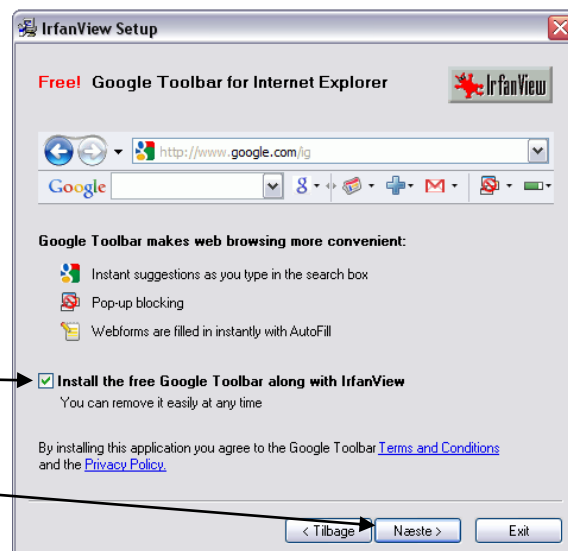 IrfanView Setup
Free! Google Toolbar for Internet Explorer
IrfanView
http://www.google.com/ig
Google
Google Toolbar makes web browsing more convenient:
Instant suggestions as you type in the search box
Pop-up blocking
Webforms are filled in instantly with AutoFill
Install the free Google Toolbar along with IrfanView
You can remove it easily at any time
By installing this application you agree to the Google Toolbar Terms and Conditions
and the Privacy Policy.
< Tilbage Næste > Exit